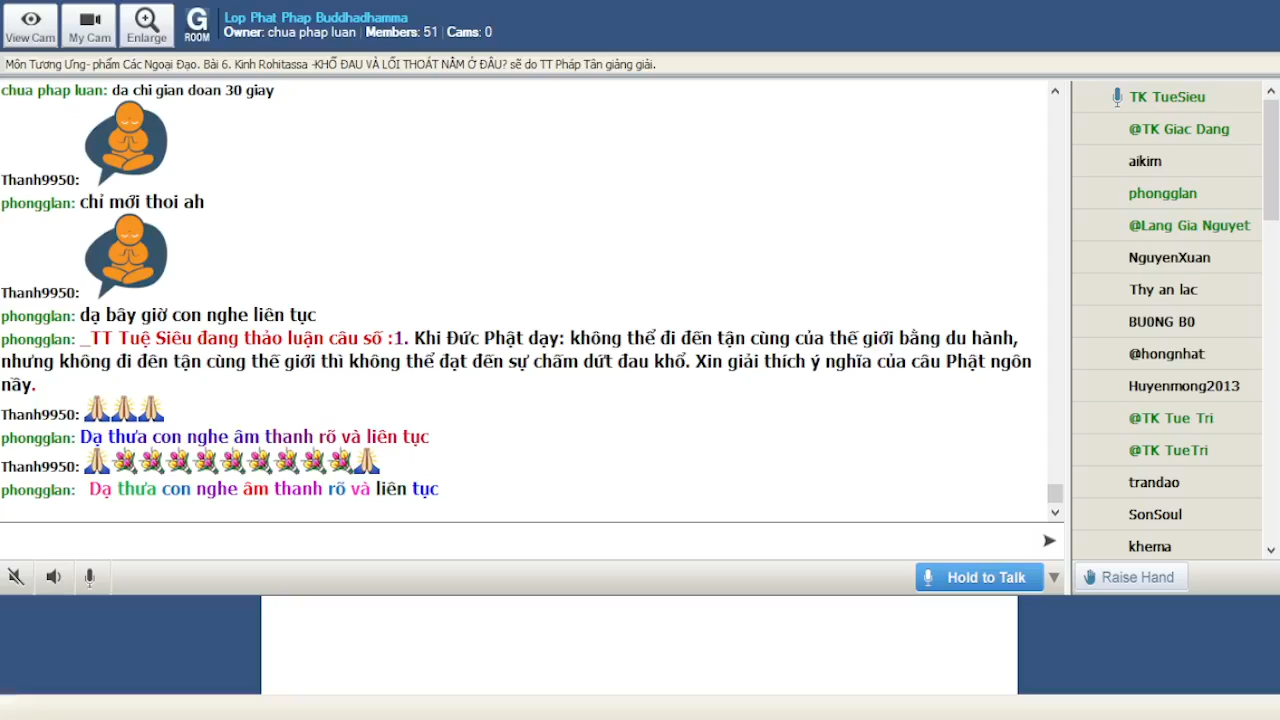 View Cam
My Cam
Enlarge
G
ROOM
Lop Phat Phap Buddhadhamma
Owner: chua phap luan | Members: 51 | Cams: 0
Môn Tương Ưng- phẩm Các Ngoại Đạo. Bài 6. Kinh Rohitassa -KHỔ ĐAU VÀ LỐI THOÁT NẰM Ở ĐÂU? sẽ do TT Pháp Tân giảng giải.
chua phap luan: da chi gian doan 30 giay
Thanh9950:
phongglan: chỉ mới thoi ah
Thanh9950:
phongglan: dạ bây giờ con nghe liên tục
phongglan: _TT Tuệ Siêu đang thảo luận câu số :1. Khi Đức Phật dạy: không thể đi đến tận cùng của thế giới bằng du hành,
nhưng không đi đên tận cùng thế giới thì không thể đạt đến sự chấm dứt đau khổ. Xin giải thích ý nghĩa của câu Phật ngôn
nầy.
Thanh9950:
phongglan: Dạ thưa con nghe âm thanh rõ và liên tục
Thanh9950:
phongglan: Dạ thưa con nghe âm thanh rõ và liên tục
Hold to Talk
TK TueSieu
@TK Giac Dang
aikim
phongglan
@Lang Gia Nguyet
NguyenXuan
Thy an lac
BU0NG B0
@hongnhat
Huyenmong2013
@TK Tue Tri
@TK TueTri
trandao
SonSoul
khema
Raise Hand